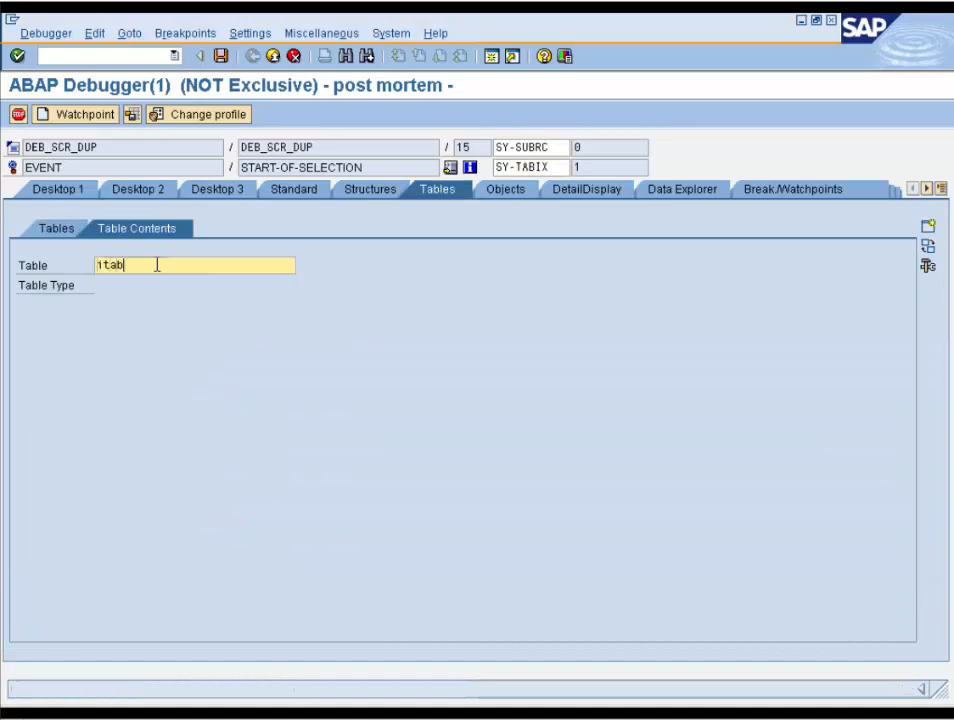 Debugger Edit Goto Breakpoints Settings Miscellaneous System Help
SAP
ABAP Debugger(1) (NOT Exclusive) - post mortem -
STOP Watchpoint Change profile
DEB_SCR_DUP / DEB_SCR_DUP / 15 SY-SUBRC 0
EVENT / START-OF-SELECTION SY-TABIX 1
Desktop 1 Desktop 2 Desktop 3 Standard Structures Tables Objects DetailDisplay Data Explorer Break./Watchpoints
Tables Table Contents
Table itab
Table Type